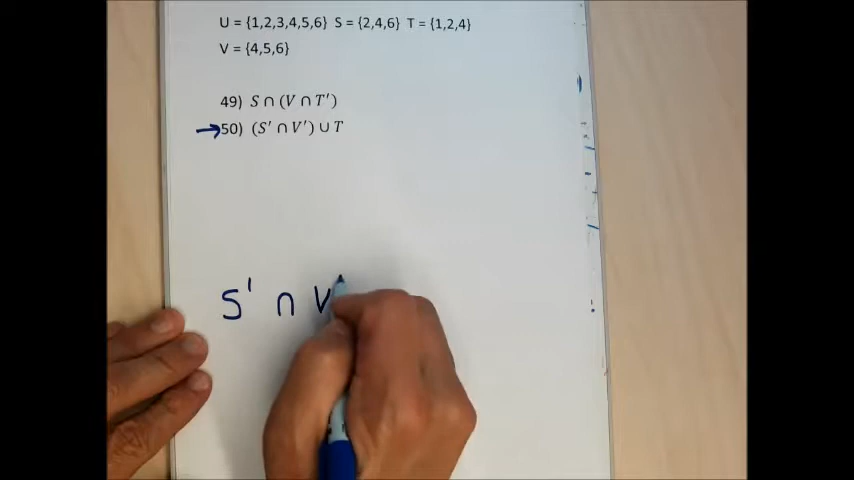 U = {1,2,3,4,5,6} S = {2,4,6} T = {1,2,4}
V = {4,5,6}
49) S ∩ (V ∩ T′)
50) (S′ ∩ V′) ∪ T
S' ∩ V'